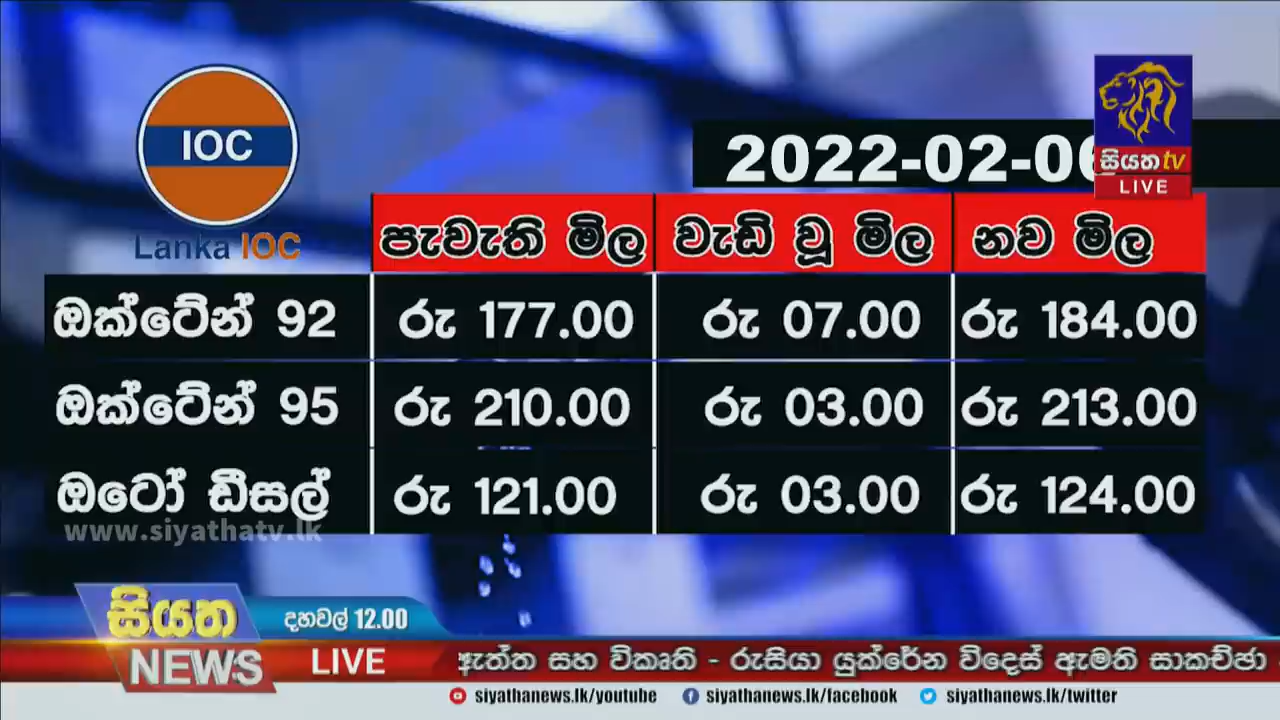 IOC
Lanka IOC
2022-02-06
සියත tv
LIVE
පැවැති මිල වැඩි වූ මිල නව මිල
ඔක්ටේන් 92 රු 177.00 රු 07.00 රු 184.00
ඔක්ටේන් 95 රු 210.00 රු 03.00 රු 213.00
ඔටෝ ඩීසල් රු 121.00 රු 03.00 රු 124.00
www.siyathatv.lk
සියත
NEWS
දහවල් 12.00
LIVE
ඇත්ත සහ විකෘති - රුසියා යුක්රේන විදෙස් ඇමති සාකච්ඡා
siyathanews.lk/youtube siyathanews.lk/facebook siyathanews.lk/twitter